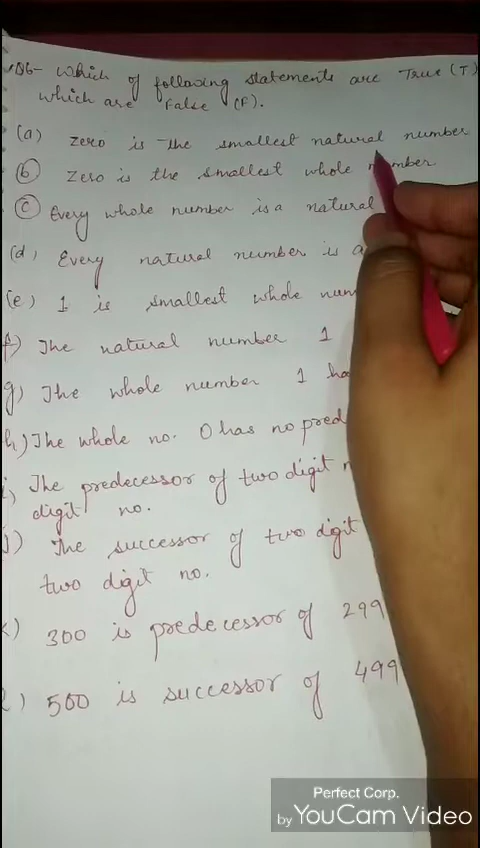 Q6- Which of following statements are True (T)
which are False (F).
(a) Zero is the smallest natural number
(b) Zero is the smallest whole number
(c) Every whole number is a natural
(d) Every natural number is a
(e) 1 is smallest whole num
f) The natural number 1
g) The whole number 1 ha
h) The whole no. 0 has no pred
i) The predecessor of two digit n
digit no.
j) The successor of two digit
two digit no.
k) 300 is predecessor of 299
l) 500 is successor of 499
Perfect Corp.
by YouCam Video